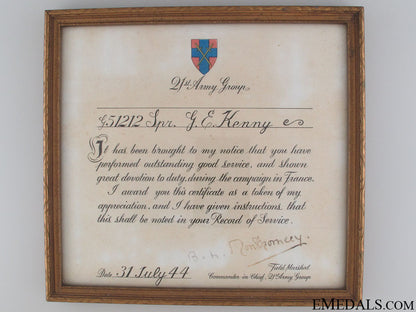 21st Army Group
G51212 Spr. G. E. Kenny
It has been brought to my notice that you have
performed outstanding good service, and shown
great devotion to duty, during the campaign in France.
I award you this certificate as a token of my
appreciation, and I have given instructions that
this shall be noted in your Record of Service.
B. L. Montgomery.
Field Marshal
Date 31 July 44 Commander-in-Chief, 21st Army Group
EMEDALS.COM